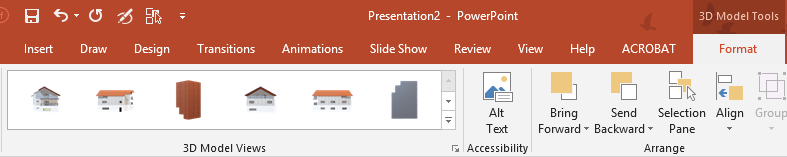 Presentation2 - PowerPoint
3D Model Tools
Insert Draw Design Transitions Animations Slide Show Review View Help ACROBAT Format
Alt Text
Bring Forward
Send Backward
Selection Pane
Align
Group
3D Model Views
Accessibility
Arrange